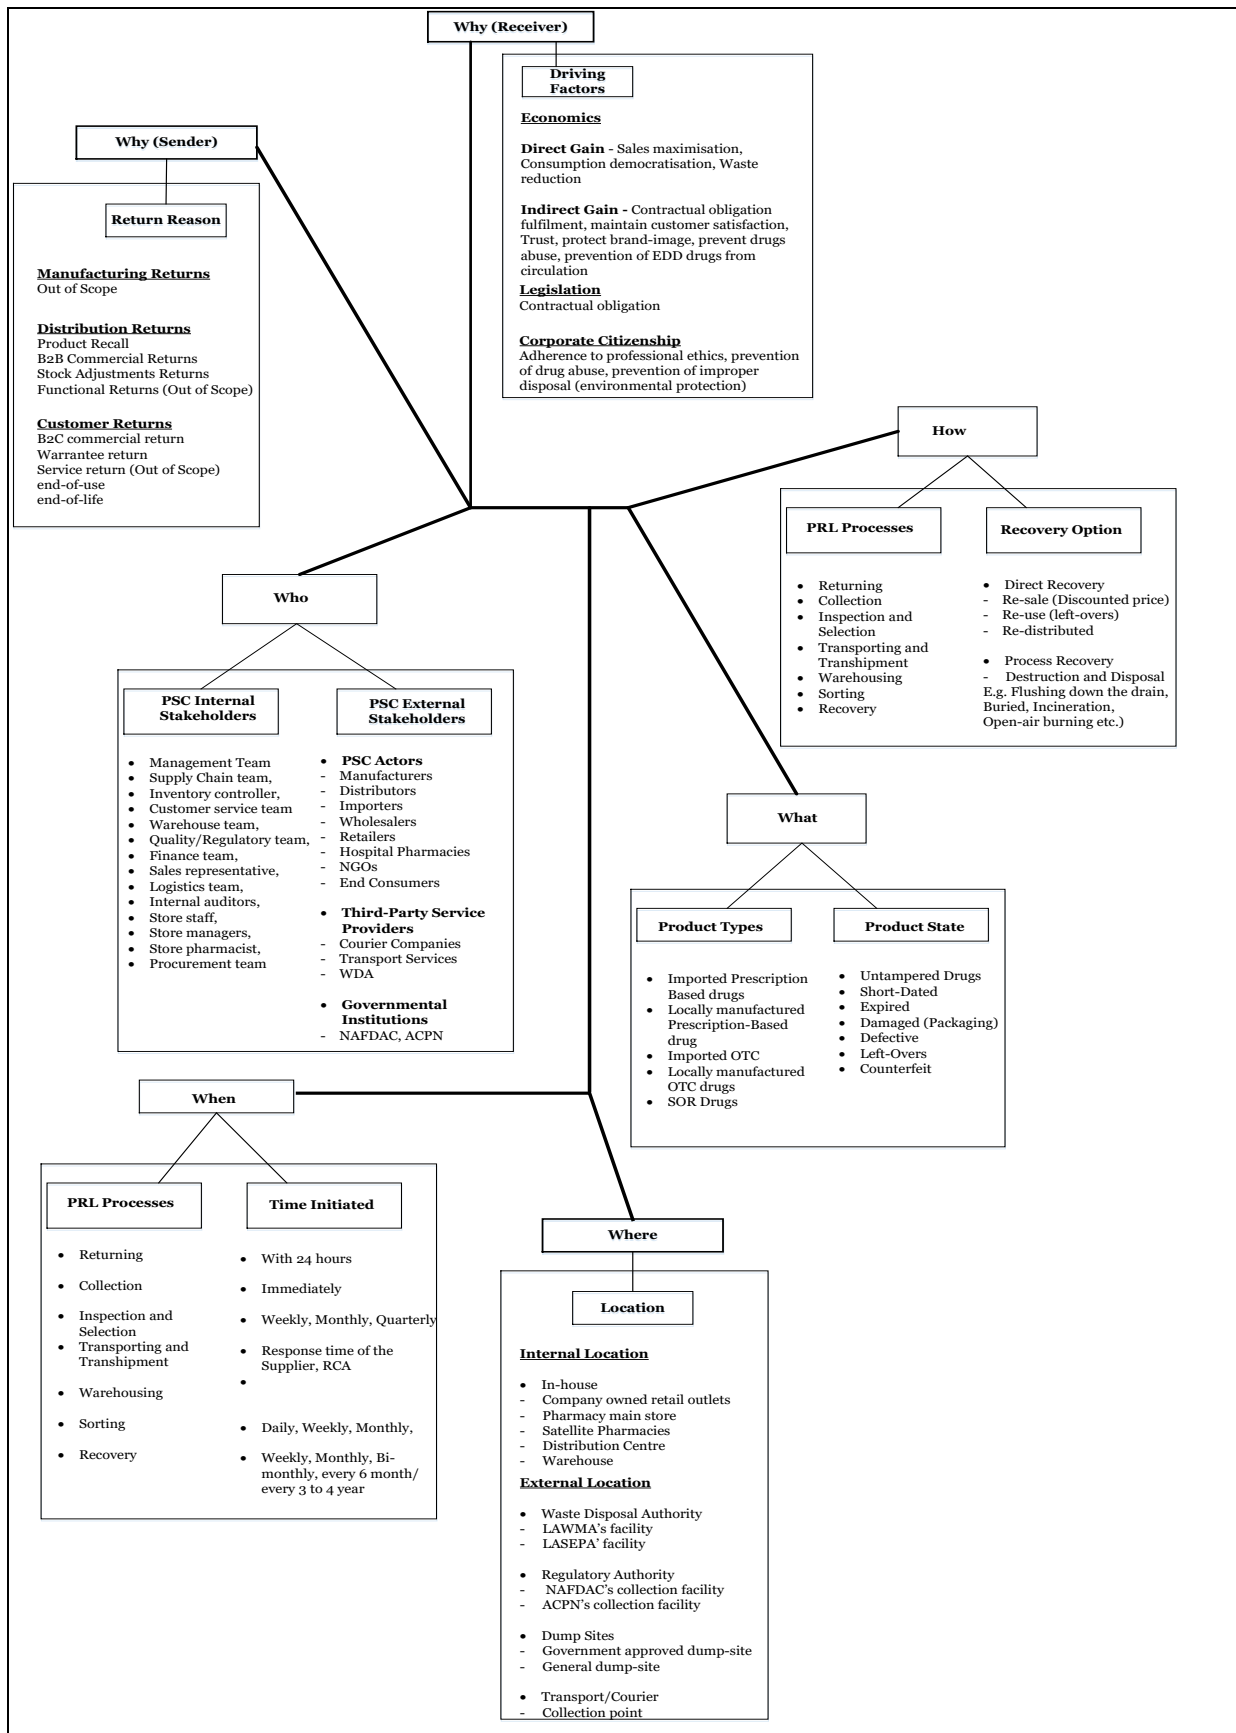 Why (Receiver)
Driving
Factors
Economics
Direct Gain - Sales maximisation,
Consumption democratisation, Waste
reduction
Indirect Gain - Contractual obligation
fulfilment, maintain customer satisfaction,
Trust, protect brand-image, prevent drugs
abuse, prevention of EDD drugs from
circulation
Legislation
Contractual obligation
Corporate Citizenship
Adherence to professional ethics, prevention
of drug abuse, prevention of improper
disposal (environmental protection)
Why (Sender)
Return Reason
Manufacturing Returns
Out of Scope
Distribution Returns
Product Recall
B2B Commercial Returns
Stock Adjustments Returns
Functional Returns (Out of Scope)
Customer Returns
B2C commercial return
Warrantee return
Service return (Out of Scope)
end-of-use
end-of-life
How
PRL Processes
• Returning
• Collection
• Inspection and
Selection
• Transporting and
Transhipment
• Warehousing
• Sorting
• Recovery
Recovery Option
• Direct Recovery
- Re-sale (Discounted price)
- Re-use (left-overs)
- Re-distributed
• Process Recovery
- Destruction and Disposal
E.g. Flushing down the drain,
Buried, Incineration,
Open-air burning etc.)
Who
PSC Internal
Stakeholders
• Management Team
• Supply Chain team,
• Inventory controller,
• Customer service team
• Warehouse team,
• Quality/Regulatory team,
• Finance team,
• Sales representative,
• Logistics team,
• Internal auditors,
• Store staff,
• Store managers,
• Store pharmacist,
• Procurement team
PSC External
Stakeholders
• PSC Actors
- Manufacturers
- Distributors
- Importers
- Wholesalers
- Retailers
- Hospital Pharmacies
- NGOs
- End Consumers
• Third-Party Service
Providers
- Courier Companies
- Transport Services
- WDA
• Governmental
Institutions
- NAFDAC, ACPN
What
Product Types
• Imported Prescription
Based drugs
• Locally manufactured
Prescription-Based
drug
• Imported OTC
• Locally manufactured
OTC drugs
• SOR Drugs
Product State
• Untampered Drugs
• Short-Dated
• Expired
• Damaged (Packaging)
• Defective
• Left-Overs
• Counterfeit
When
PRL Processes
• Returning
• Collection
• Inspection and
Selection
• Transporting and
Transhipment
• Warehousing
• Sorting
• Recovery
Time Initiated
• With 24 hours
• Immediately
• Weekly, Monthly, Quarterly
• Response time of the
Supplier, RCA
•
• Daily, Weekly, Monthly,
• Weekly, Monthly, Bi-
monthly, every 6 month/
every 3 to 4 year
Where
Location
Internal Location
• In-house
- Company owned retail outlets
- Pharmacy main store
- Satellite Pharmacies
- Distribution Centre
- Warehouse
External Location
• Waste Disposal Authority
- LAWMA's facility
- LASEPA' facility
• Regulatory Authority
- NAFDAC's collection facility
- ACPN's collection facility
• Dump Sites
- Government approved dump-site
- General dump-site
• Transport/Courier
- Collection point